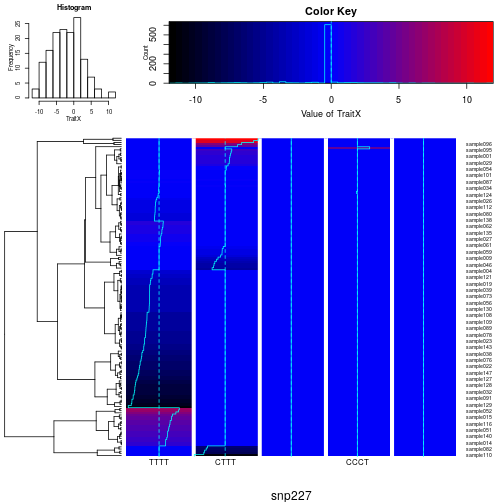 Histogram
Frequency
0 5 10 15 20 25
-10 -5 0 5 10
TraitX
Color Key
Count
0 200 500
-10 -5 0 5 10
Value of TraitX
sample096
sample095
sample001
sample029
sample054
sample101
sample087
sample034
sample124
sample026
sample112
sample080
sample138
sample062
sample135
sample027
sample061
sample059
sample009
sample046
sample004
sample121
sample019
sample039
sample073
sample056
sample130
sample108
sample109
sample089
sample078
sample023
sample143
sample038
sample076
sample022
sample147
sample127
sample128
sample032
sample091
sample129
sample052
sample015
sample116
sample051
sample140
sample014
sample082
sample110
TTTT CTTT CCCT
snp227